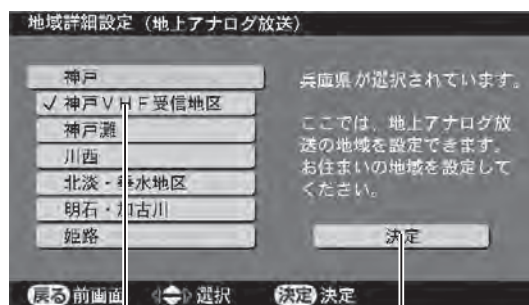 地域詳細設定（地上アナログ放送）
神戸
✓神戸VHF受信地区
神戸灘
川西
北淡・垂水地区
明石・加古川
姫路
兵庫県が選択されています。
ここでは、地上アナログ放
送の地域を設定できます。
お住まいの地域を設定して
ください。
決定
戻る 前画面 選択 決定 決定